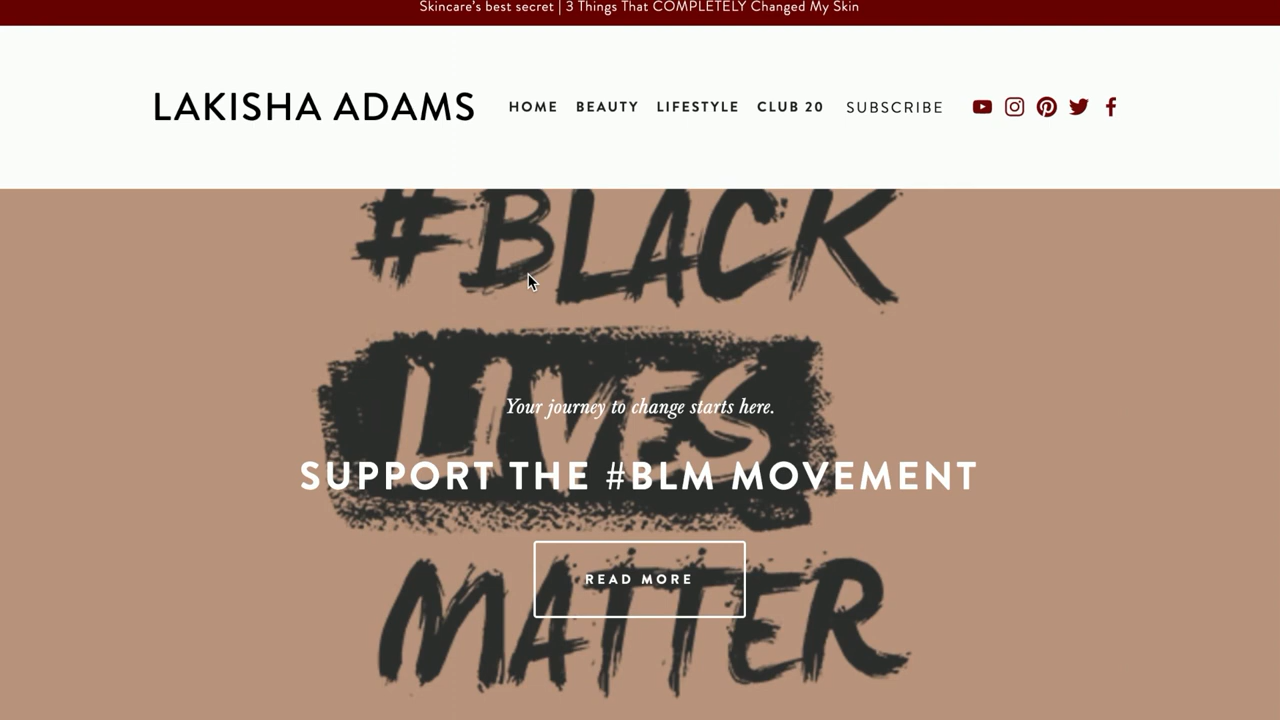 Skincare's best secret | 3 Things That COMPLETELY Changed My Skin
LAKISHA ADAMS
HOME BEAUTY LIFESTYLE CLUB 20 SUBSCRIBE
#BLACK
LIVES
Your journey to change starts here.
SUPPORT THE #BLM MOVEMENT
READ MORE
MATTER